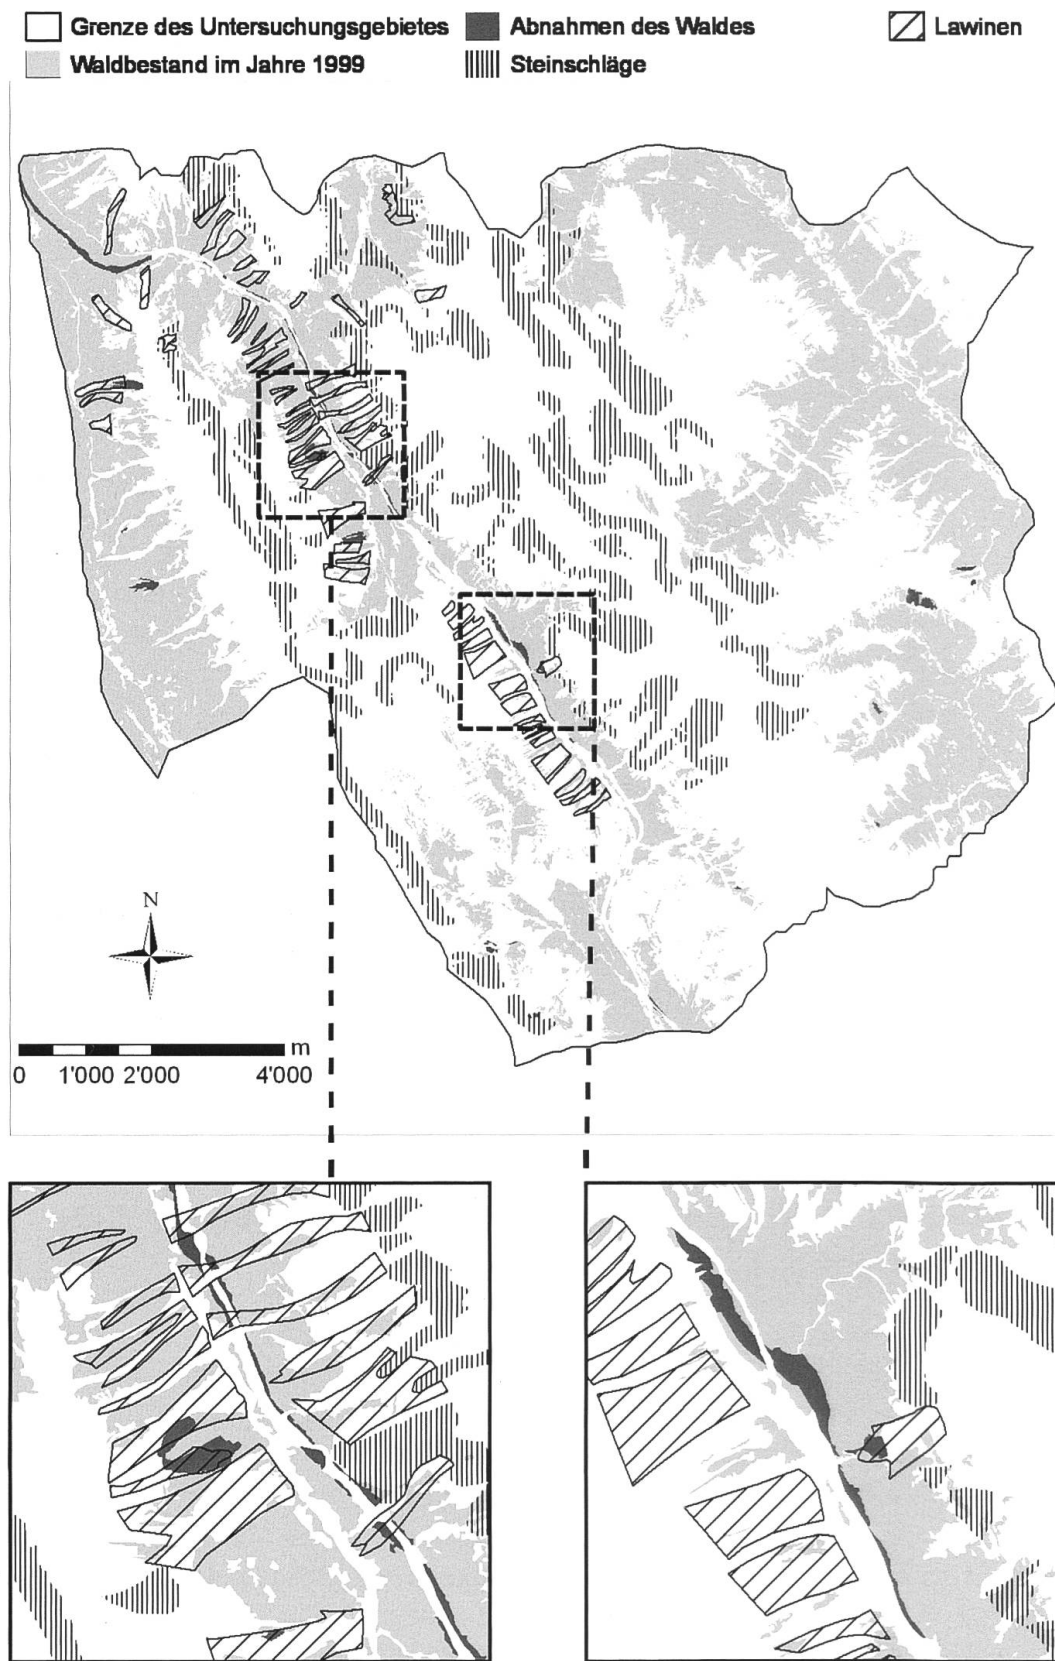 Grenze des Untersuchungsgebietes Abnahmen des Waldes Lawinen
Waldbestand im Jahre 1999 Steinschläge
N
m
0 1'000 2'000 4'000